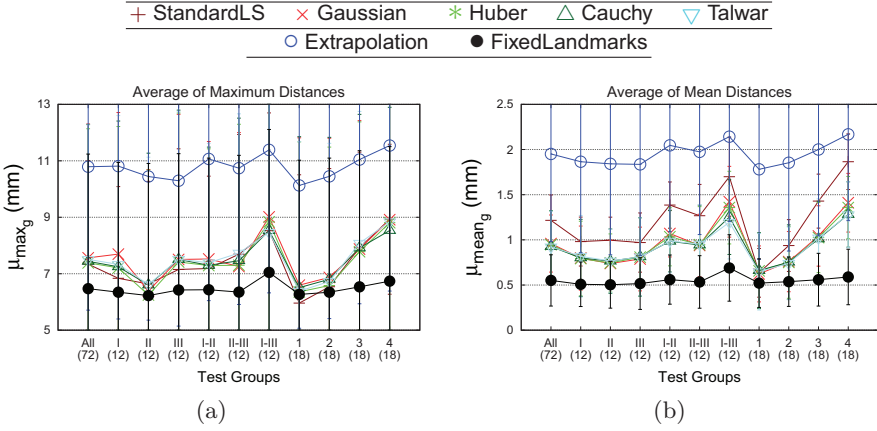 StandardLS Gaussian Huber Cauchy Talwar
Extrapolation FixedLandmarks
Average of Maximum Distances
μmaxg (mm)
13
11
9
7
5
All I II III I-II II-III I-III 1 2 3 4
(72) (12) (12) (12) (12) (12) (12) (18) (18) (18) (18)
Test Groups
(a)
Average of Mean Distances
μmeang (mm)
2.5
2
1.5
1
0.5
0
All I II III I-II II-III I-III 1 2 3 4
(72) (12) (12) (12) (12) (12) (12) (18) (18) (18) (18)
Test Groups
(b)